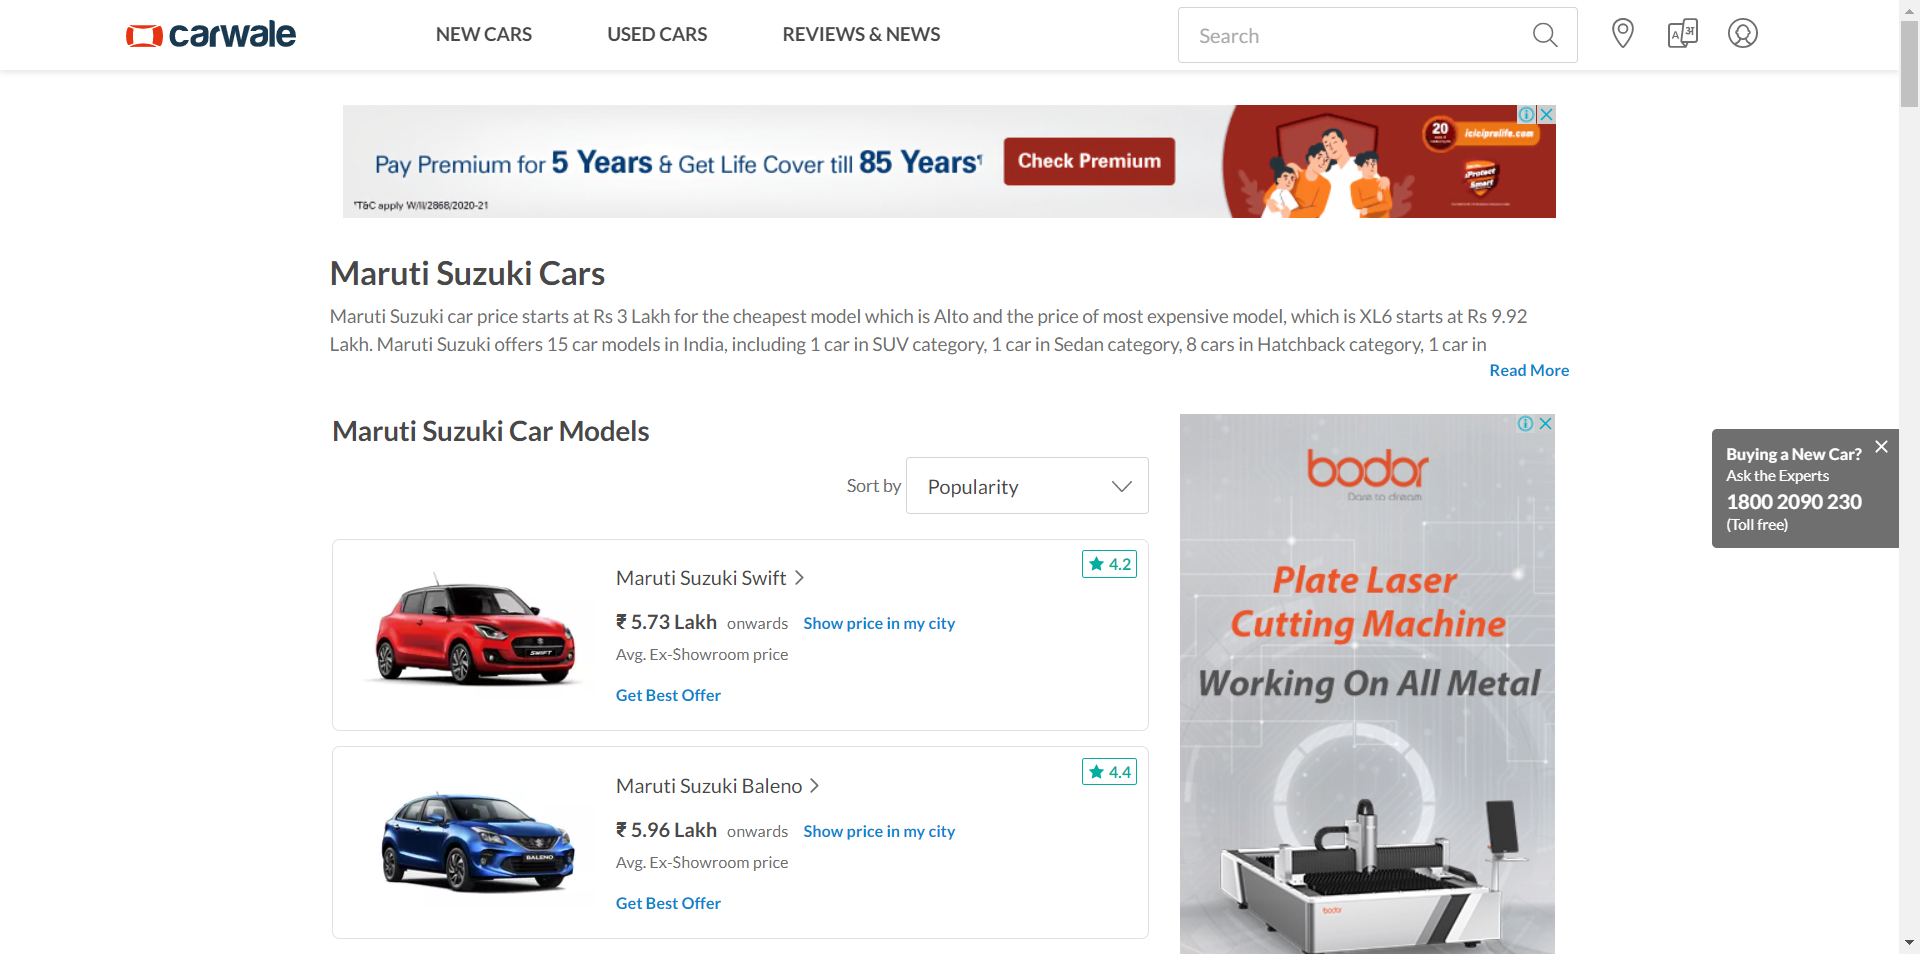 carwale
NEW CARS
USED CARS
REVIEWS & NEWS
Search
Pay Premium for 5 Years & Get Life Cover till 85 Years¶
Check Premium
20
iciciprulife.com
iProtect
Smart
*T&C apply W/II/2868/2020-21
Maruti Suzuki Cars
Maruti Suzuki car price starts at Rs 3 Lakh for the cheapest model which is Alto and the price of most expensive model, which is XL6 starts at Rs 9.92
Lakh. Maruti Suzuki offers 15 car models in India, including 1 car in SUV category, 1 car in Sedan category, 8 cars in Hatchback category, 1 car in
Read More
Maruti Suzuki Car Models
Sort by
Popularity
Maruti Suzuki Swift
4.2
₹ 5.73 Lakh onwards
Show price in my city
Avg. Ex-Showroom price
Get Best Offer
SWIFT
Maruti Suzuki Baleno
4.4
₹ 5.96 Lakh onwards
Show price in my city
Avg. Ex-Showroom price
Get Best Offer
BALENO
bodor
Dare to dream
Plate Laser
Cutting Machine
Working On All Metal
bodor
Buying a New Car?
Ask the Experts
1800 2090 230
(Toll free)